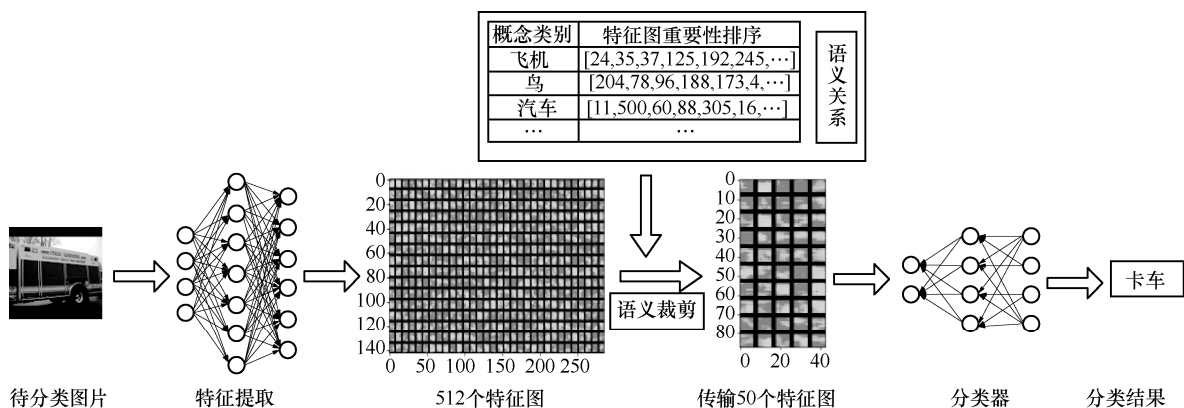 概念类别 特征图重要性排序
飞机 [24,35,37,125,192,245,…]
鸟 [204,78,96,188,173,4,…]
汽车 [11,500,60,88,305,16,…]
… …
语义关系
0
20
40
60
80
100
120
140
0 50 100 150 200 250
语义裁剪
0
10
20
30
40
50
60
70
80
0 20 40
卡车
待分类图片 特征提取 512个特征图 传输50个特征图 分类器 分类结果